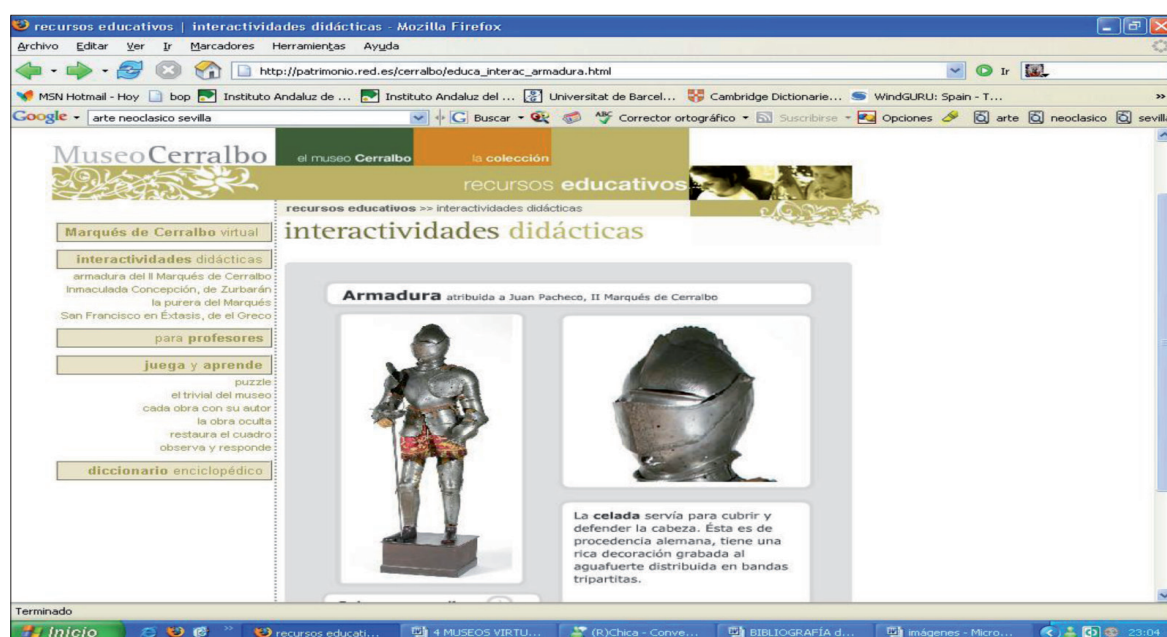 recursos educativos | interactividades didácticas - Mozilla Firefox
Archivo Editar Ver Ir Marcadores Herramientas Ayuda
http://patrimonio.red.es/cerralbo/educa_interac_armadura.html Ir
MSN Hotmail - Hoy bop Instituto Andaluz de ... Instituto Andaluz del ... Universitat de Barcel... Cambridge Dictionarie... WindGURU: Spain - T... »
Google arte neoclasico sevilla Buscar ABC Corrector ortográfico Suscribirse Opciones arte neoclasico sevill
MuseoCerralbo el museo Cerralbo la colección
recursos educativos
recursos educativos >> interactividades didácticas
interactividades didácticas
Marqués de Cerralbo virtual
interactividades didácticas
armadura del II Marqués de Cerralbo
Inmaculada Concepción, de Zurbarán
la purera del Marqués
San Francisco en Éxtasis, de el Greco
para profesores
juega y aprende
puzzle
el trivial del museo
cada obra con su autor
la obra oculta
restaura el cuadro
observa y responde
diccionario enciclopédico
Armadura atribuida a Juan Pacheco, II Marqués de Cerralbo
La celada servía para cubrir y
defender la cabeza. Ésta es de
procedencia alemana, tiene una
rica decoración grabada al
aguafuerte distribuida en bandas
tripartitas.
Terminado
Inicio » recursos educati... 4 MUSEOS VIRTU... (R)Chica - Conve... BIBLIOGRAFÍA d... imágenes - Micro... 23:04